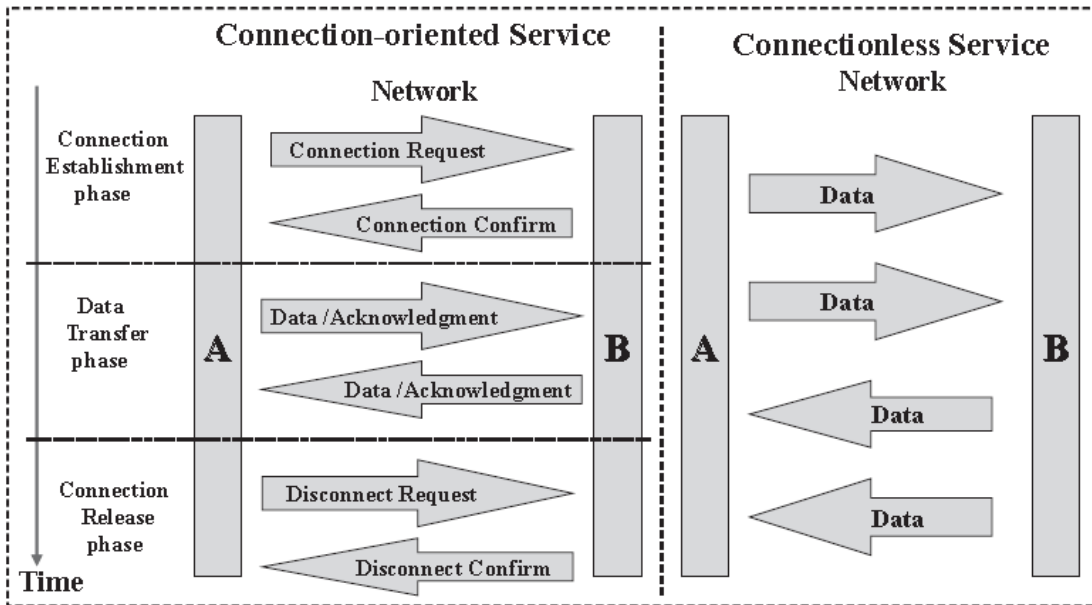 Connection-oriented Service
Network
Connection
Establishment
phase
Connection Request
Connection Confirm
Data
Transfer
phase
A
Data /Acknowledgment
Data /Acknowledgment
B
Connection
Release
phase
Disconnect Request
Disconnect Confirm
Time
Connectionless Service
Network
Data
Data
A
B
Data
Data